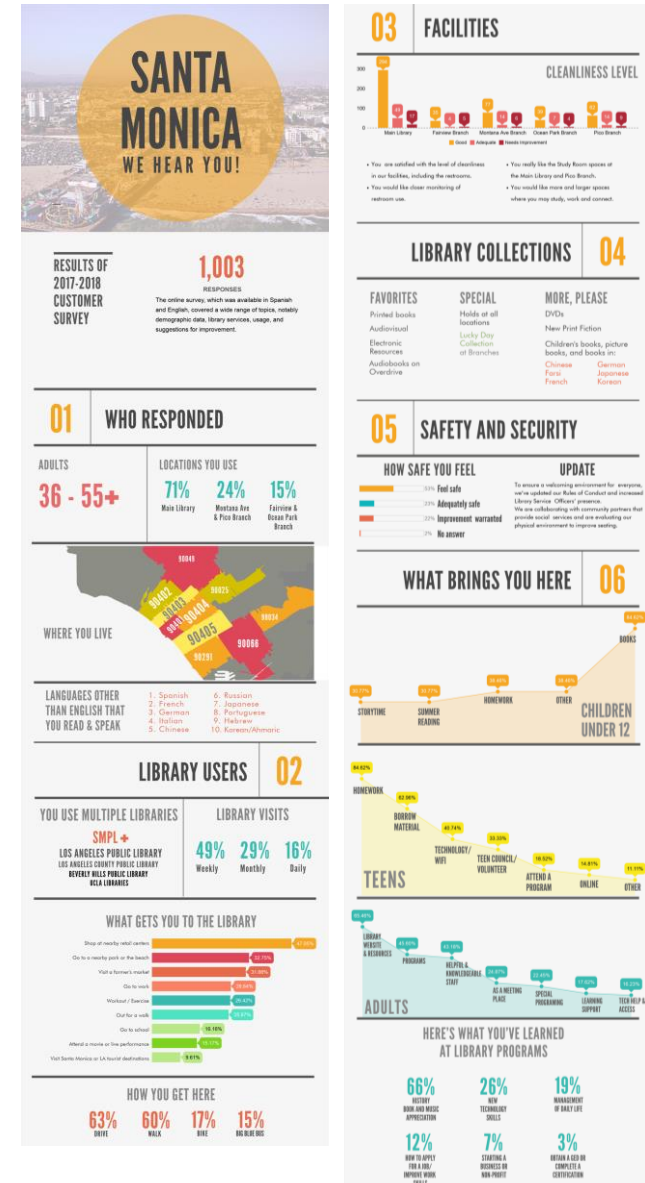 SANTA
MONICA
WE HEAR YOU!
RESULTS OF
2017-2018
CUSTOMER
SURVEY
1,003
RESPONSES
The online survey, which was available in Spanish
and English, covered a wide range of topics, notably
demographic data, library services, usage, and
suggestions for improvement.
01
WHO RESPONDED
ADULTS
36 - 55+
LOCATIONS YOU USE
71%
Main Library
24%
Montana Ave
& Pico Branch
15%
Fairview &
Ocean Park
Branch
WHERE YOU LIVE
90049
90402
90403
90025
90404
90401
90405
90034
90066
90291
LANGUAGES OTHER
THAN ENGLISH THAT
YOU READ & SPEAK
1. Spanish
2. French
3. German
4. Italian
5. Chinese
6. Russian
7. Japanese
8. Portuguese
9. Hebrew
10. Korean/Ahmaric
LIBRARY USERS
02
YOU USE MULTIPLE LIBRARIES
SMPL +
LOS ANGELES PUBLIC LIBRARY
LOS ANGELES COUNTY PUBLIC LIBRARY
BEVERLY HILLS PUBLIC LIBRARY
UCLA LIBRARIES
LIBRARY VISITS
49%
Weekly
29%
Monthly
16%
Daily
WHAT GETS YOU TO THE LIBRARY
Shop at nearby retail centers
Go to a nearby park or the beach
Visit a farmer's market
Go to work
Workout / Exercise
Out for a walk
Go to school
Attend a movie or live performance
Visit Santa Monica or LA tourist destinations
9.61%
HOW YOU GET HERE
63%
DRIVE
60%
WALK
17%
BIKE
15%
BIG BLUE BUS
03
FACILITIES
CLEANLINESS LEVEL
300
200
100
0
Main Library
Fairview Branch
Montana Ave Branch
Ocean Park Branch
Pico Branch
Good
Adequate
Needs Improvement
• You are satisfied with the level of cleanliness
in our facilities, including the restrooms.
• You would like closer monitoring of
restroom use.
• You really like the Study Room spaces at
the Main Library and Pico Branch.
• You would like more and larger spaces
where you may study, work and connect.
LIBRARY COLLECTIONS
04
FAVORITES
Printed books
Audiovisual
Electronic
Resources
Audiobooks on
Overdrive
SPECIAL
Holds at all
locations
Lucky Day
Collection
at Branches
MORE, PLEASE
DVDs
New Print Fiction
Children's books, picture
books, and books in:
Chinese
Farsi
French
German
Japanese
Korean
05
SAFETY AND SECURITY
HOW SAFE YOU FEEL
Feel safe
Adequately safe
Improvement warranted
No answer
UPDATE
To ensure a welcoming environment for everyone,
we've updated our Rules of Conduct and increased
Library Service Officers' presence.
We are collaborating with community partners that
provide social services and are evaluating our
physical environment to improve seating.
WHAT BRINGS YOU HERE
06
BOOKS
STORYTIME
SUMMER
READING
HOMEWORK
OTHER
CHILDREN
UNDER 12
84.62%
HOMEWORK
BORROW
MATERIAL
TECHNOLOGY/
WIFI
TEEN COUNCIL/
VOLUNTEER
ATTEND A
PROGRAM
14.81%
ONLINE
11.11%
OTHER
TEENS
LIBRARY
WEBSITE
& RESOURCES
PROGRAMS
HELPFUL &
KNOWLEDGEABLE
STAFF
AS A MEETING
PLACE
SPECIAL
PROGRAMING
LEARNING
SUPPORT
TECH HELP &
ACCESS
ADULTS
HERE'S WHAT YOU'VE LEARNED
AT LIBRARY PROGRAMS
66%
HISTORY
BOOK AND MUSIC
APPRECIATION
26%
NEW
TECHNOLOGY
SKILLS
19%
MANAGEMENT
OF DAILY LIFE
12%
HOW TO APPLY
FOR A JOB/
IMPROVE WORK
SKILLS
7%
STARTING A
BUSINESS OR
NON-PROFIT
3%
OBTAIN A GED OR
COMPLETE A
CERTIFICATION